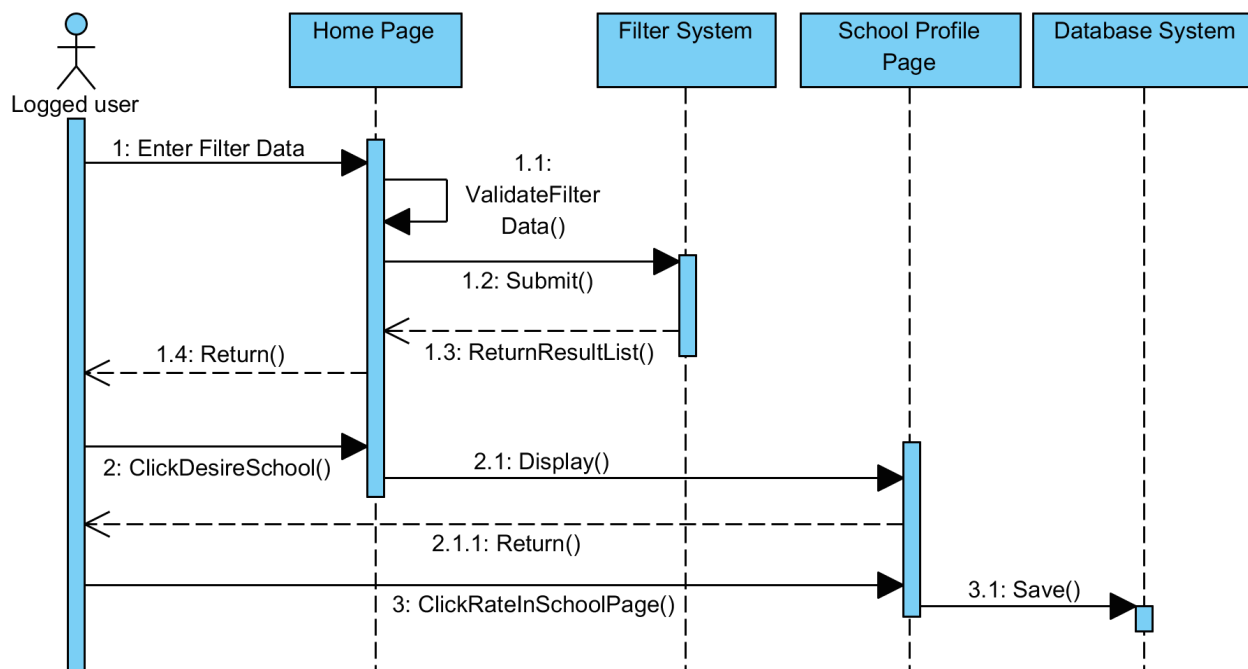 Home Page
Filter System
School Profile
Page
Database System
Logged user
1: Enter Filter Data
1.1:
ValidateFilter
Data()
1.2: Submit()
1.3: ReturnResultList()
1.4: Return()
2: ClickDesireSchool()
2.1: Display()
2.1.1: Return()
3: ClickRateInSchoolPage()
3.1: Save()